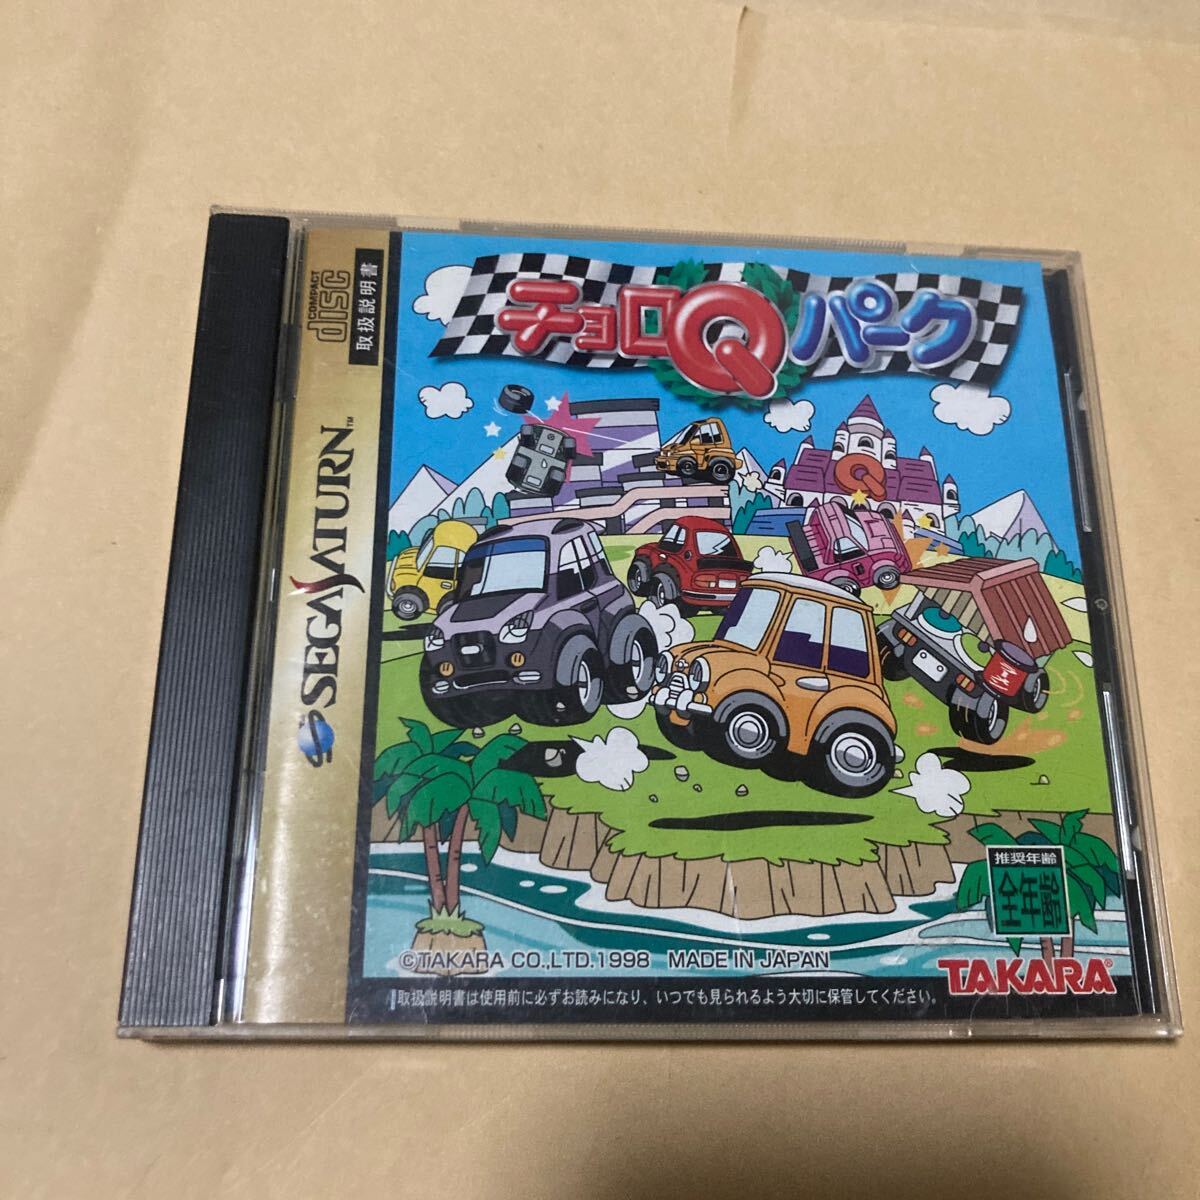 COMPACT
disc
取扱説明書
SEGA SATURN™
チョロQパーク
Q
推奨年齢
全年齢
©TAKARA CO.,LTD.1998 MADE IN JAPAN
TAKARA®
取扱説明書は使用前に必ずお読みになり、いつでも見られるよう大切に保管してください。